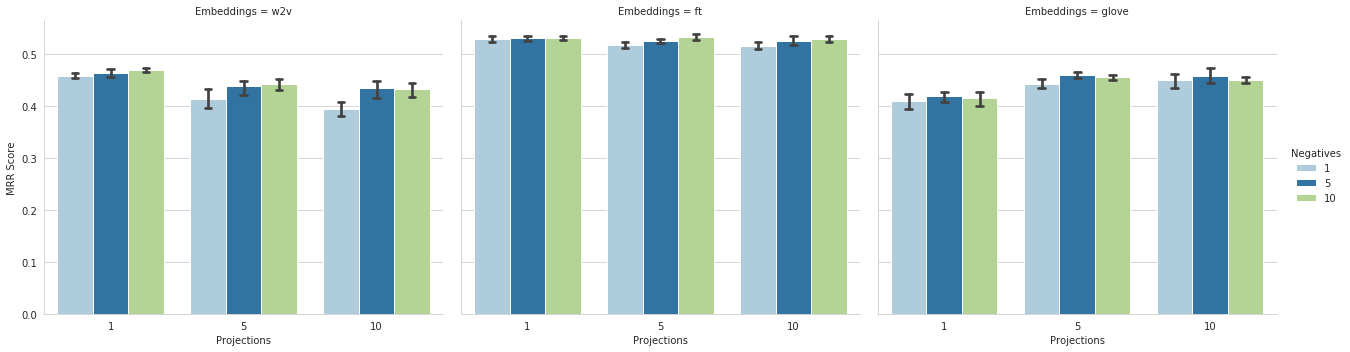 Embeddings = w2v
Embeddings = ft
Embeddings = glove
MRR Score
0.5
0.4
0.3
0.2
0.1
0.0
1 5 10
Projections
1 5 10
Projections
1 5 10
Projections
Negatives
1
5
10